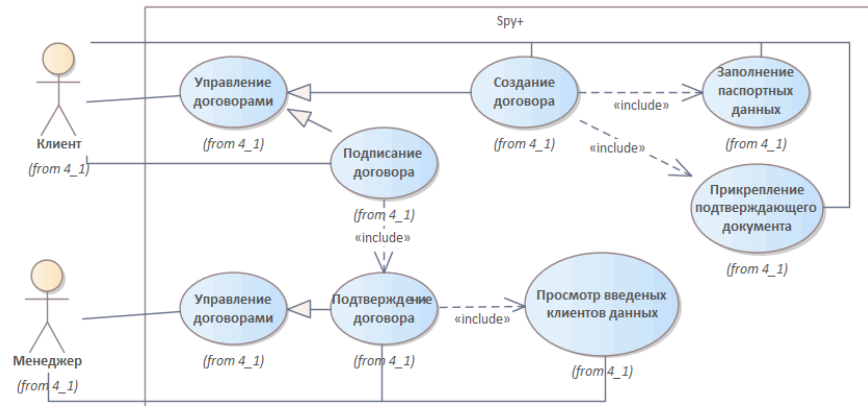 Spy+
Клиент
(from 4_1)
Управление
договорами
(from 4_1)
Создание
договора
(from 4_1)
«include»
Заполнение
паспортных
данных
(from 4_1)
«include»
Подписание
договора
(from 4_1)
«include»
Прикрепление
подтверждающего
документа
(from 4_1)
Менеджер
(from 4_1)
Управление
договорами
(from 4_1)
Подтверждение
договора
(from 4_1)
«include»
Просмотр введеных
клиентов данных
(from 4_1)